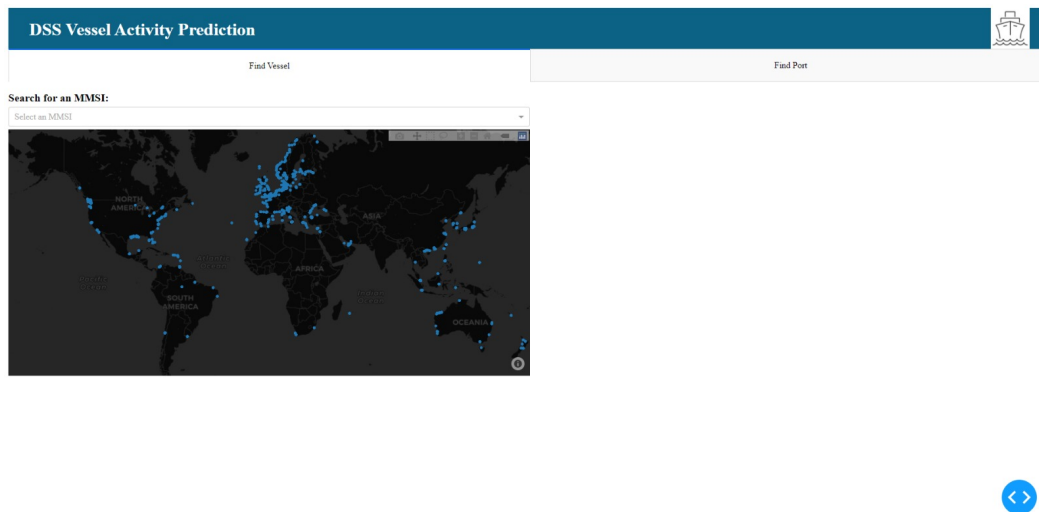 DSS Vessel Activity Prediction
Find Vessel
Find Port
Search for an MMSI:
Select an MMSI
NORTH
AMERICA
ASIA
AFRICA
SOUTH
AMERICA
OCEANIA